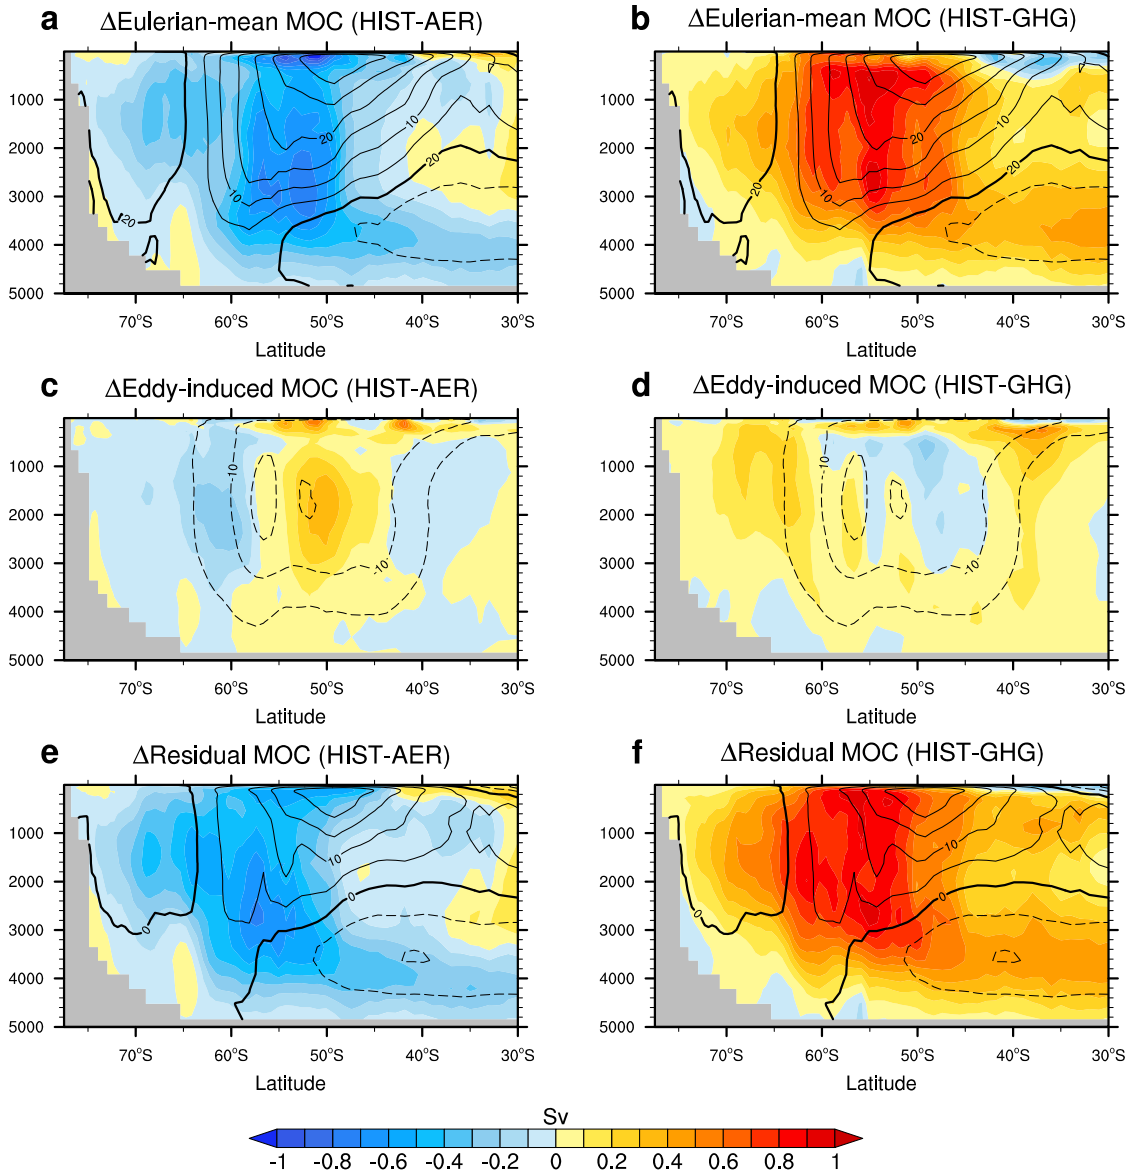 a ΔEulerian-mean MOC (HIST-AER)
b ΔEulerian-mean MOC (HIST-GHG)
1000
2000
3000
4000
5000
20
10
20
10
20
70°S 60°S 50°S 40°S 30°S
Latitude
1000
2000
3000
4000
5000
20
10
20
10
20
70°S 60°S 50°S 40°S 30°S
Latitude
c ΔEddy-induced MOC (HIST-AER)
d ΔEddy-induced MOC (HIST-GHG)
1000
2000
3000
4000
5000
-10
-10
70°S 60°S 50°S 40°S 30°S
Latitude
1000
2000
3000
4000
5000
-10
-10
70°S 60°S 50°S 40°S 30°S
Latitude
e ΔResidual MOC (HIST-AER)
f ΔResidual MOC (HIST-GHG)
1000
2000
3000
4000
5000
10
0
0
70°S 60°S 50°S 40°S 30°S
Latitude
1000
2000
3000
4000
5000
10
0
0
70°S 60°S 50°S 40°S 30°S
Latitude
Sv
-1 -0.8 -0.6 -0.4 -0.2 0 0.2 0.4 0.6 0.8 1